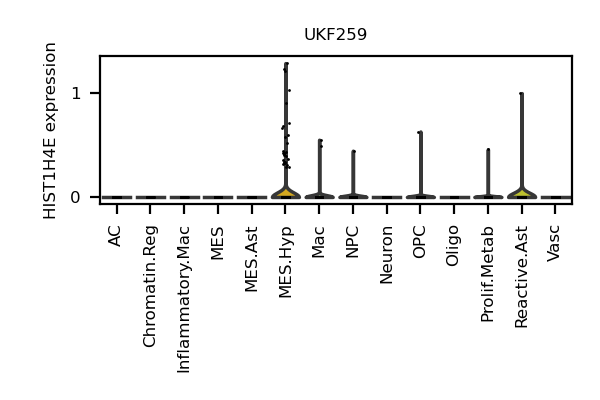 UKF259
HIST1H4E expression
1
0
AC
Chromatin.Reg
Inflammatory.Mac
MES
MES.Ast
MES.Hyp
Mac
NPC
Neuron
OPC
Oligo
Prolif.Metab
Reactive.Ast
Vasc